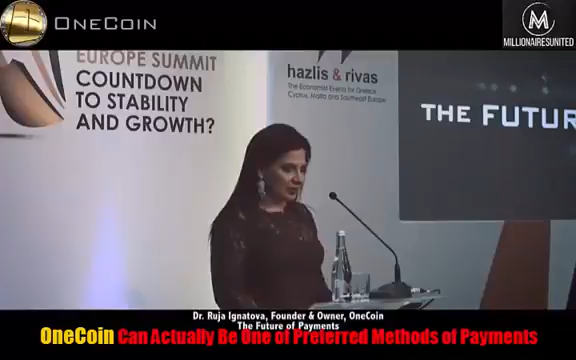 ONECOIN
MILLIONAIRESUNITED
EUROPE SUMMIT
COUNTDOWN
TO STABILITY
AND GROWTH?
hazlis & rivas
The Economist Events for Greece,
Cyprus, Malta and Southeast Europe
THE FUTUR
Dr. Ruja Ignatova, Founder & Owner, OneCoin
The Future of Payments
OneCoin Can Actually Be One of Preferred Methods of Payments